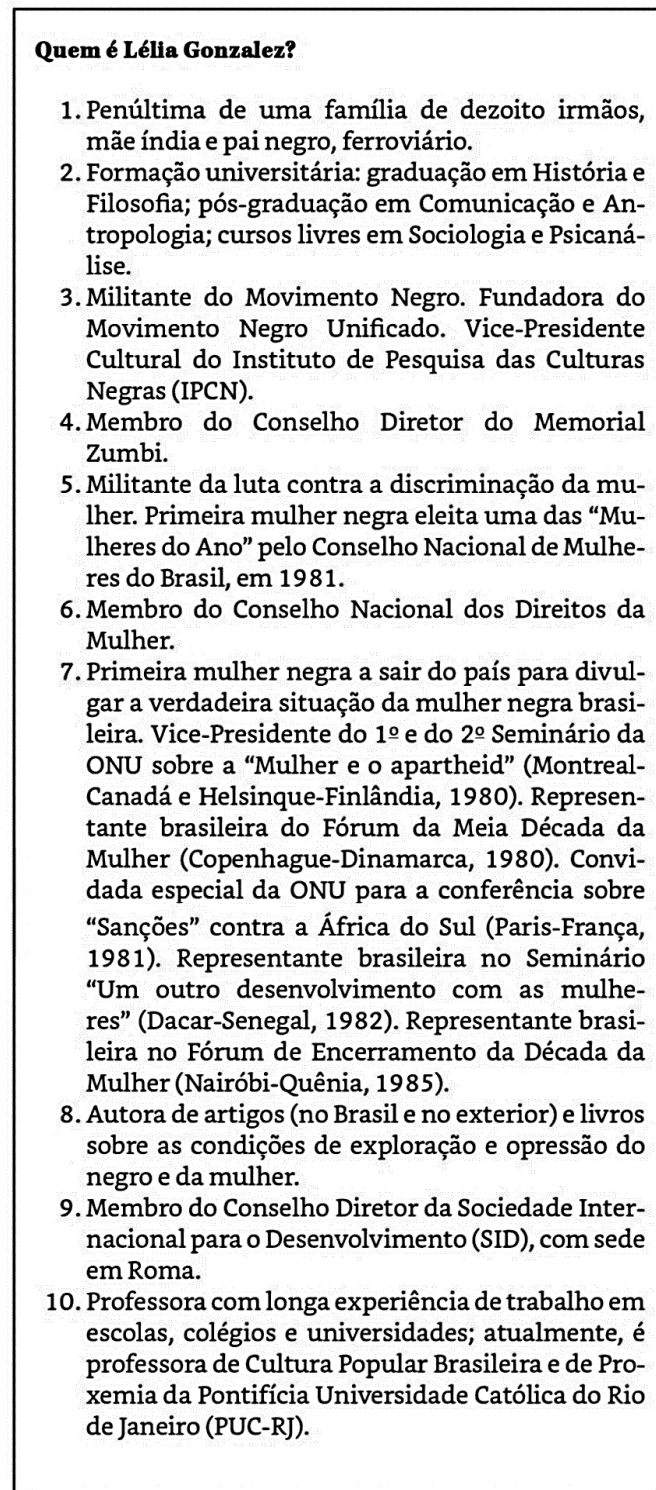 Quem é Lélia Gonzalez?
1. Penúltima de uma família de dezoito irmãos,
mãe índia e pai negro, ferroviário.
2. Formação universitária: graduação em História e
Filosofia; pós-graduação em Comunicação e An-
tropologia; cursos livres em Sociologia e Psicaná-
lise.
3. Militante do Movimento Negro. Fundadora do
Movimento Negro Unificado. Vice-Presidente
Cultural do Instituto de Pesquisa das Culturas
Negras (IPCN).
4. Membro do Conselho Diretor do Memorial
Zumbi.
5. Militante da luta contra a discriminação da mu-
lher. Primeira mulher negra eleita uma das “Mu-
lheres do Ano” pelo Conselho Nacional de Mulhe-
res do Brasil, em 1981.
6. Membro do Conselho Nacional dos Direitos da
Mulher.
7. Primeira mulher negra a sair do país para divul-
gar a verdadeira situação da mulher negra brasi-
leira. Vice-Presidente do 1º e do 2º Seminário da
ONU sobre a “Mulher e o apartheid” (Montreal-
Canadá e Helsinque-Finlândia, 1980). Represen-
tante brasileira do Fórum da Meia Década da
Mulher (Copenhague-Dinamarca, 1980). Convi-
dada especial da ONU para a conferência sobre
“Sanções” contra a África do Sul (Paris-França,
1981). Representante brasileira no Seminário
“Um outro desenvolvimento com as mulhe-
res” (Dacar-Senegal, 1982). Representante brasi-
leira no Fórum de Encerramento da Década da
Mulher (Nairóbi-Quênia, 1985).
8. Autora de artigos (no Brasil e no exterior) e livros
sobre as condições de exploração e opressão do
negro e da mulher.
9. Membro do Conselho Diretor da Sociedade Inter-
nacional para o Desenvolvimento (SID), com sede
em Roma.
10. Professora com longa experiência de trabalho em
escolas, colégios e universidades; atualmente, é
professora de Cultura Popular Brasileira e de Pro-
xemia da Pontifícia Universidade Católica do Rio
de Janeiro (PUC-RJ).